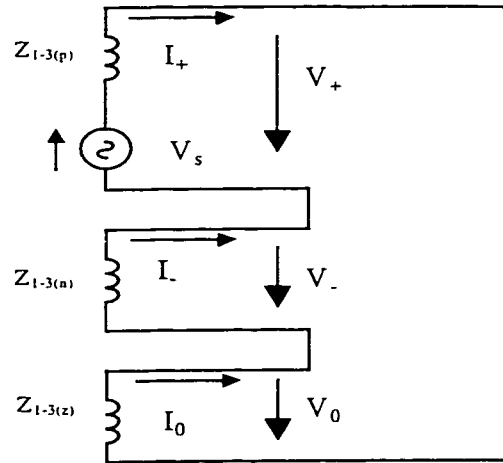 Z1-3(p)
I+
V+
Vs
Z1-3(n)
I-
V-
Z1-3(z)
I0
V0